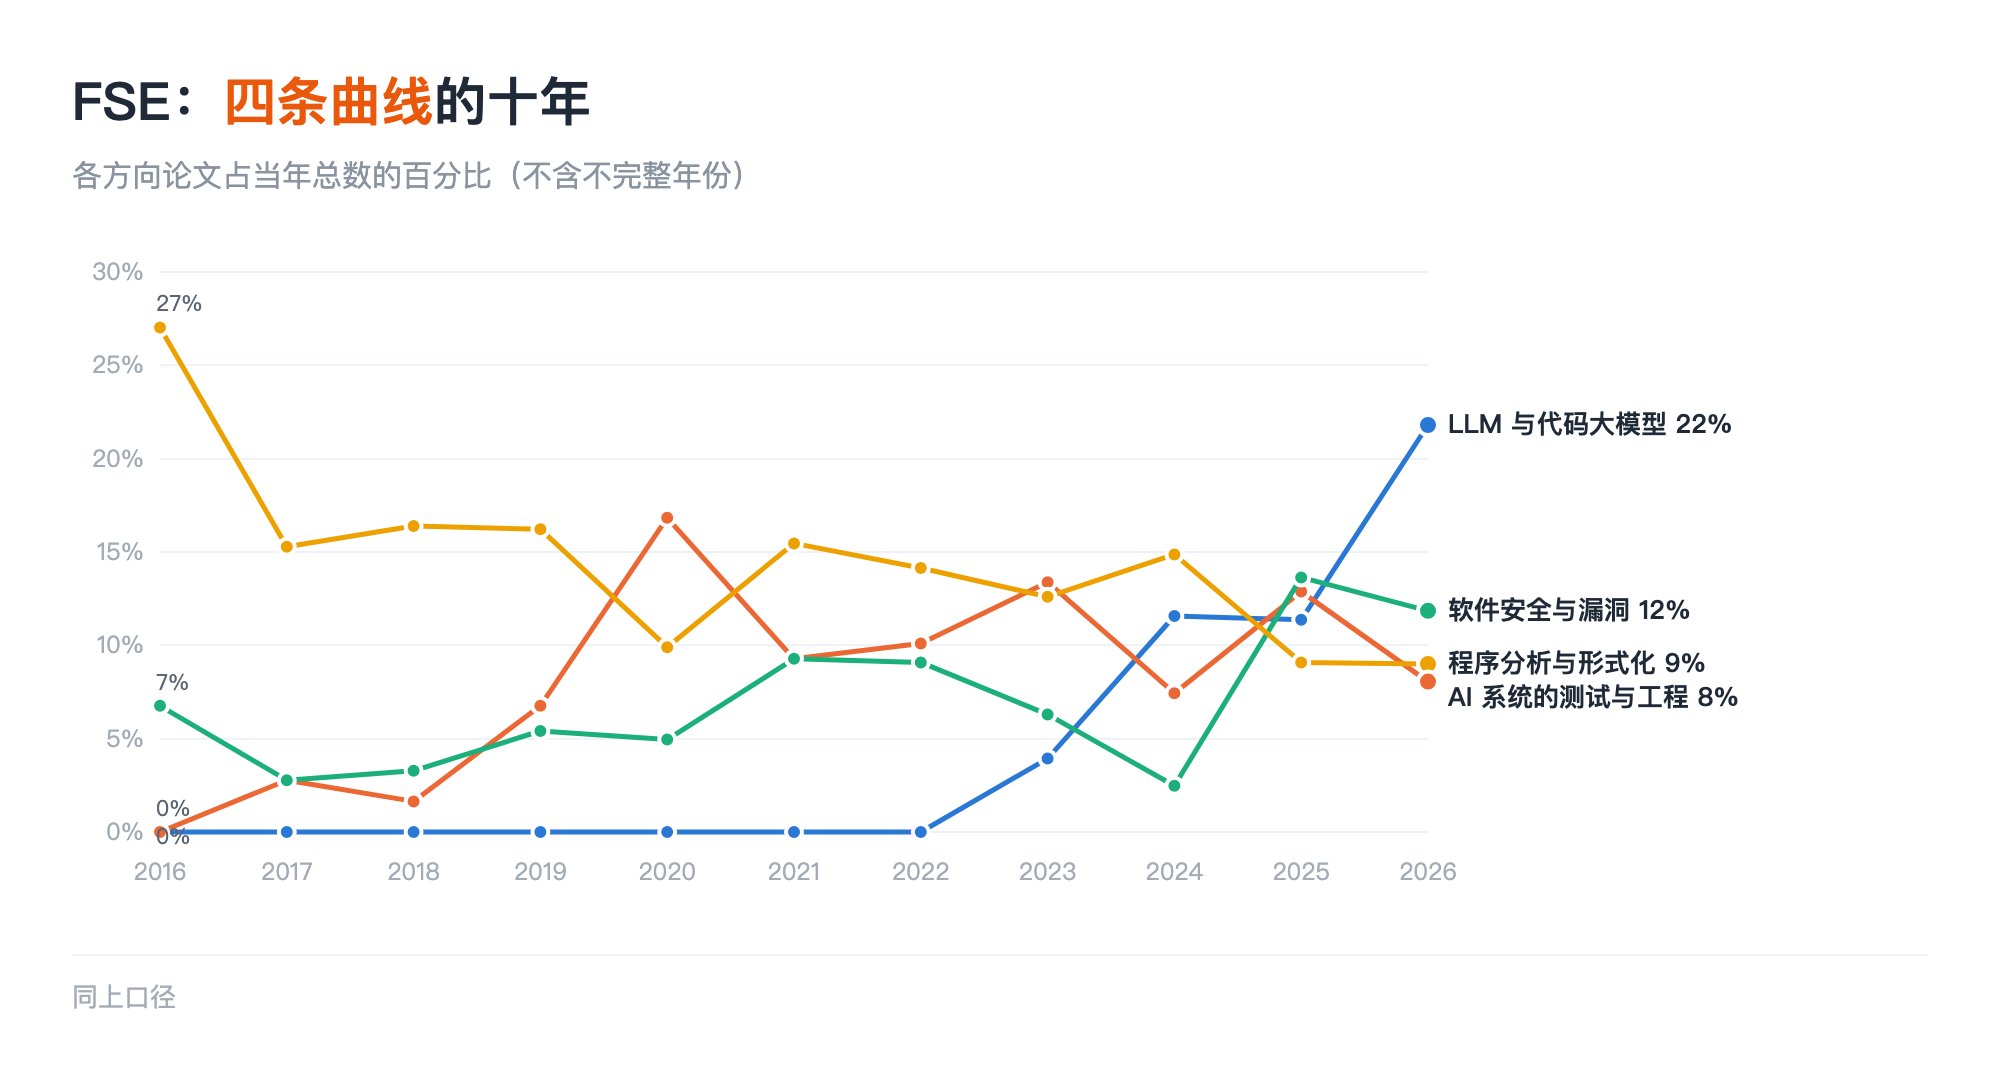 FSE：四条曲线的十年
各方向论文占当年总数的百分比（不含不完整年份）
30%
27%
25%
LLM 与代码大模型 22%
20%
15%
软件安全与漏洞 12%
10%
程序分析与形式化 9%
7%
AI 系统的测试与工程 8%
5%
0%
0%
0%
2016 2017 2018 2019 2020 2021 2022 2023 2024 2025 2026
同上口径